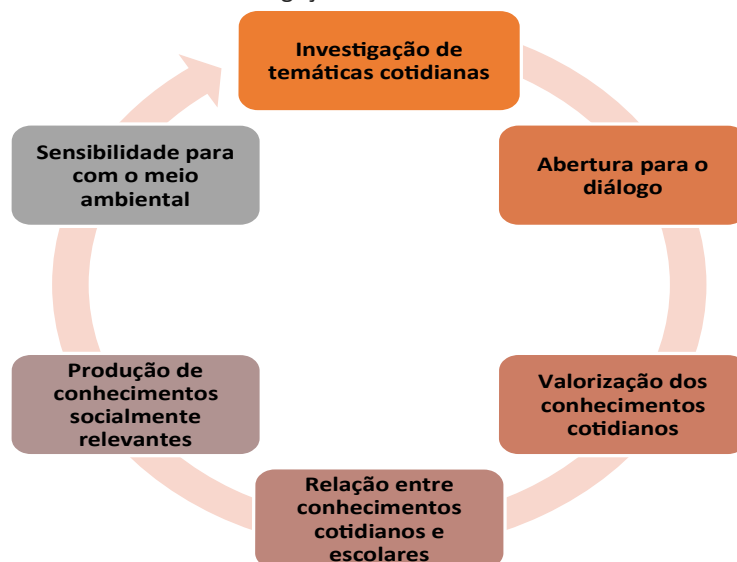 Investigação de
temáticas cotidianas
Abertura para o
diálogo
Valorização dos
conhecimentos
cotidianos
Relação entre
conhecimentos
cotidianos e
escolares
Produção de
conhecimentos
socialmente
relevantes
Sensibilidade para
com o meio
ambiental